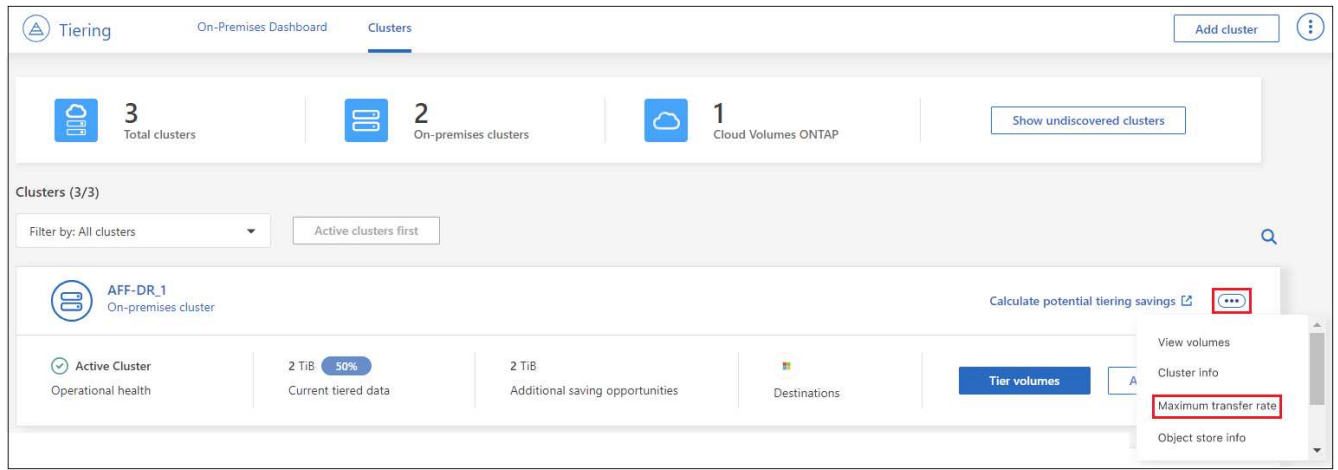 Tiering
On-Premises Dashboard
Clusters
Add cluster
3
Total clusters
2
On-premises clusters
1
Cloud Volumes ONTAP
Show undiscovered clusters
Clusters (3/3)
Filter by: All clusters
Active clusters first
AFF-DR_1
On-premises cluster
Calculate potential tiering savings
Active Cluster
Operational health
2 TiB 50%
Current tiered data
2 TiB
Additional saving opportunities
Destinations
Tier volumes
A
View volumes
Cluster info
Maximum transfer rate
Object store info